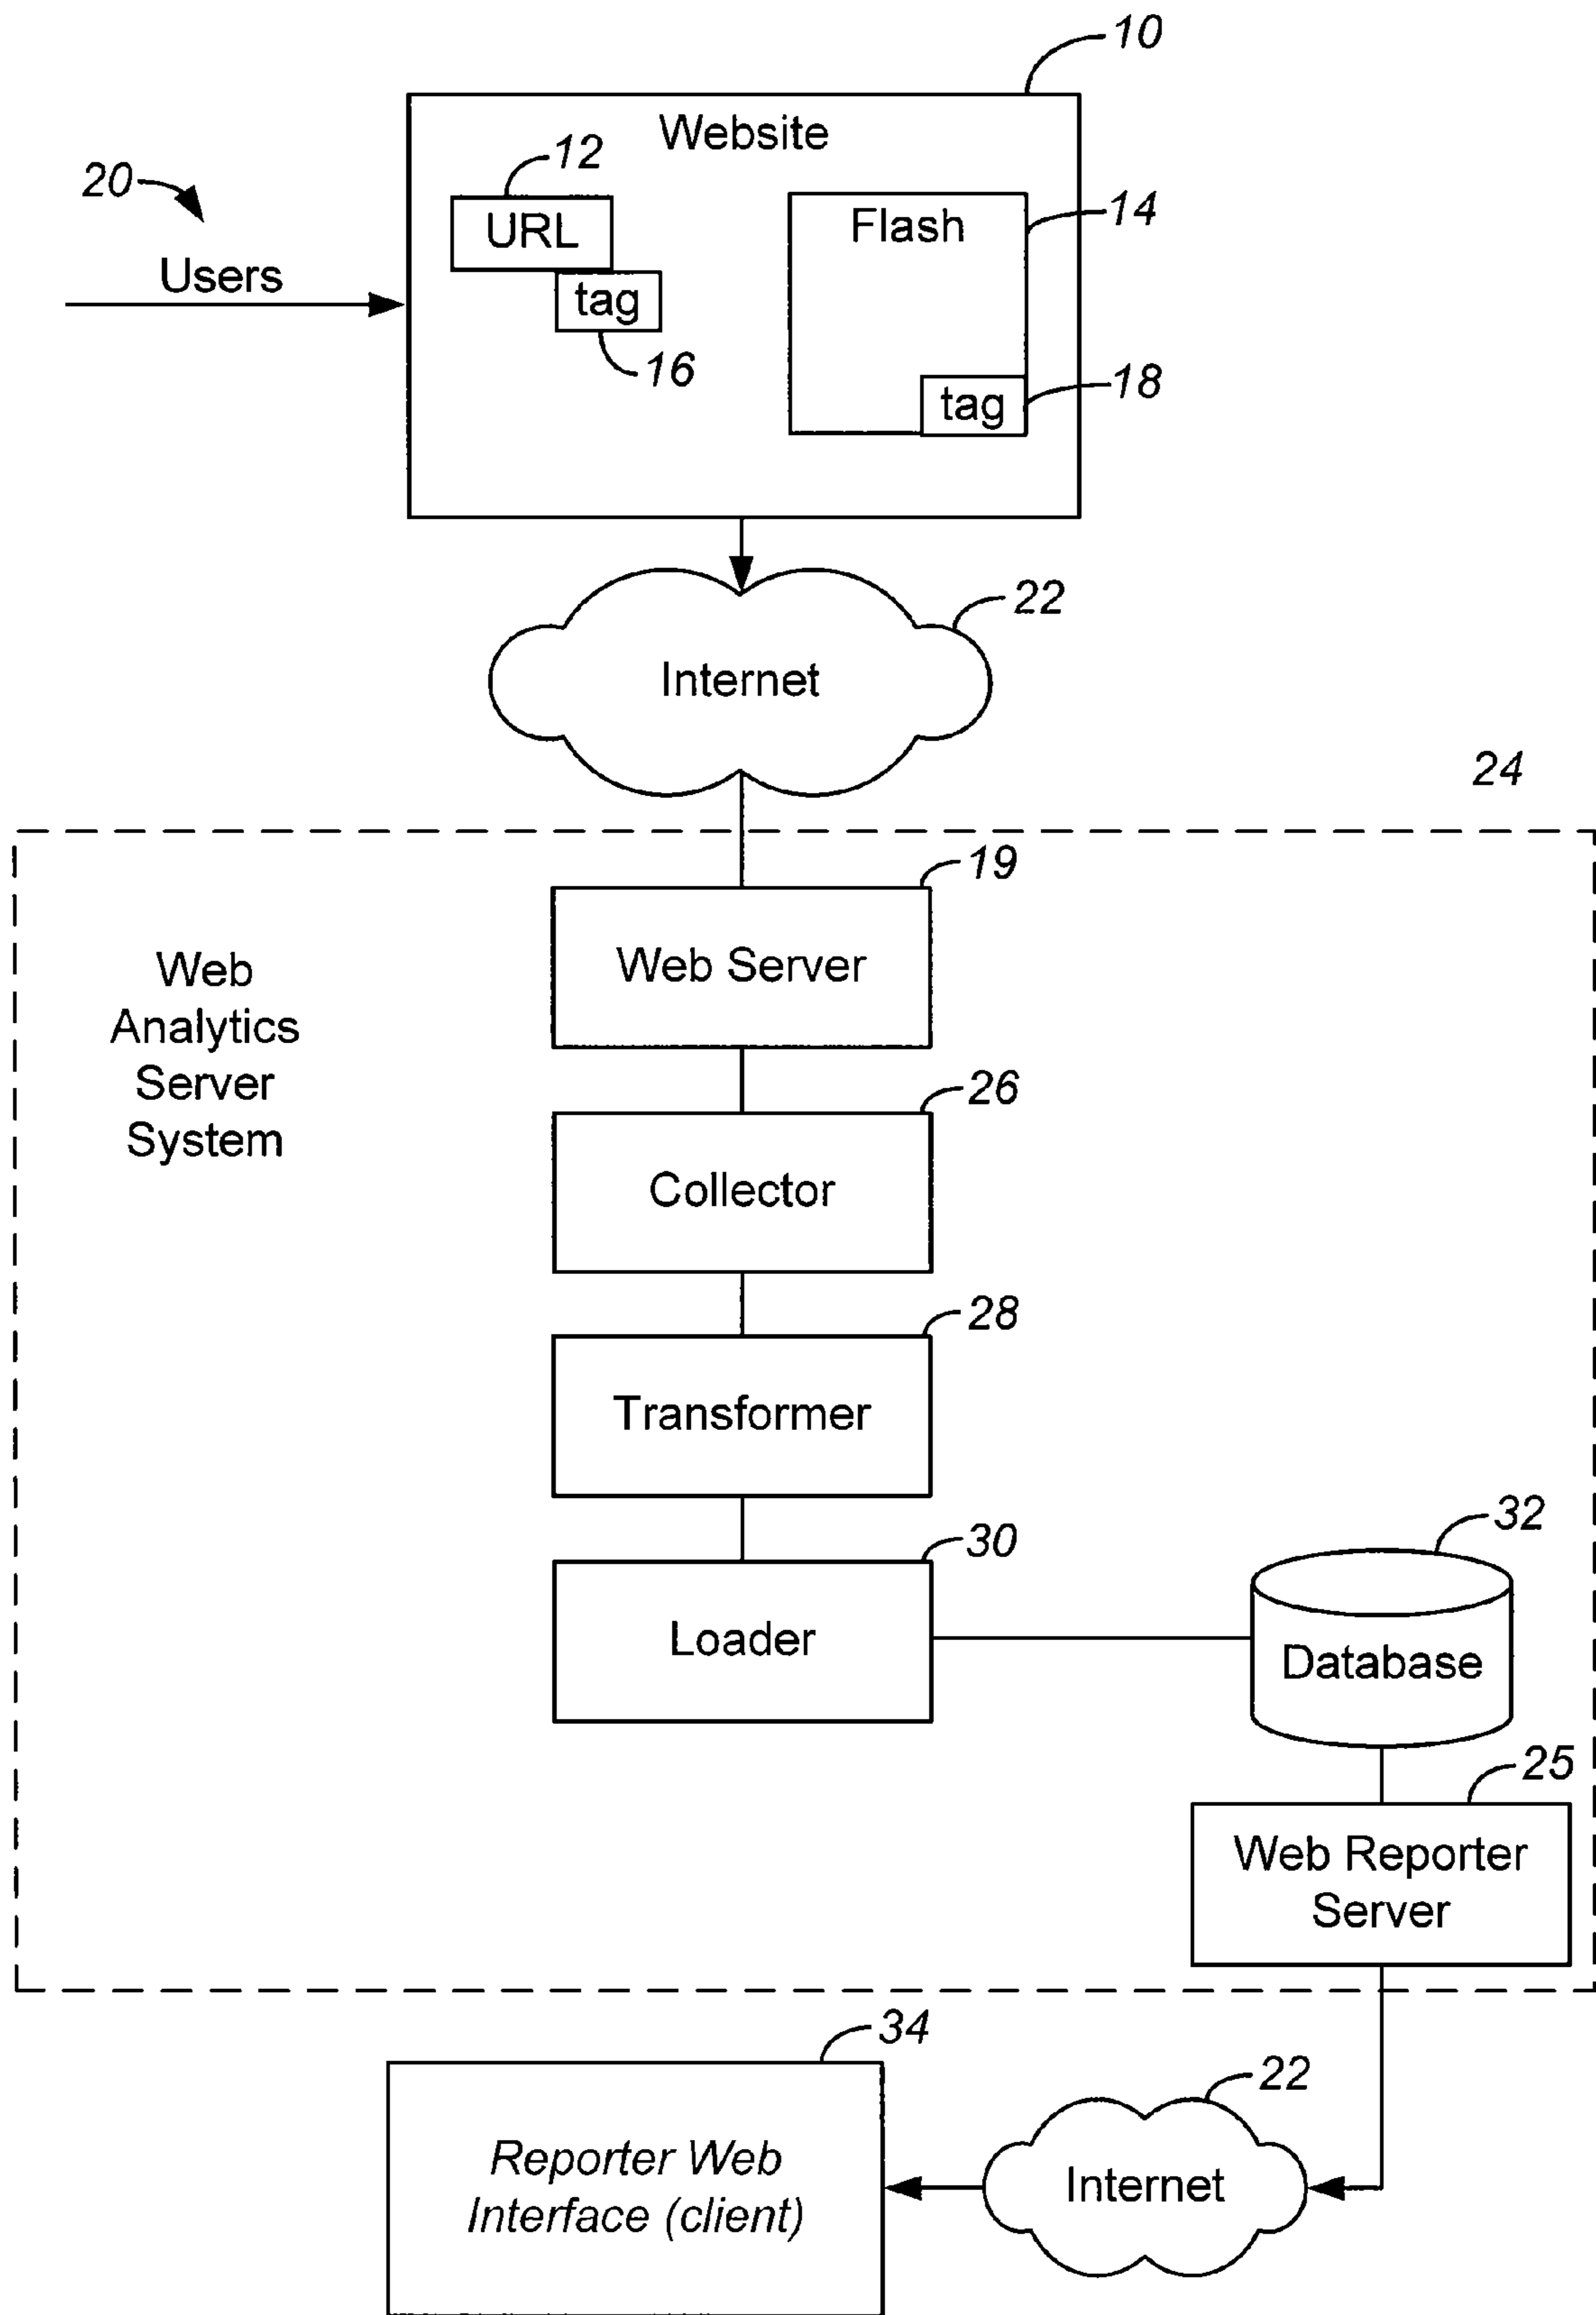 10
Website
12
20
URL
Flash
14
Users
tag
16
tag
18
22
Internet
24
19
Web Server
Web
Analytics
Server
System
26
Collector
28
Transformer
30
32
Loader
Database
25
Web Reporter
Server
34
22
Reporter Web
Interface (client)
Internet